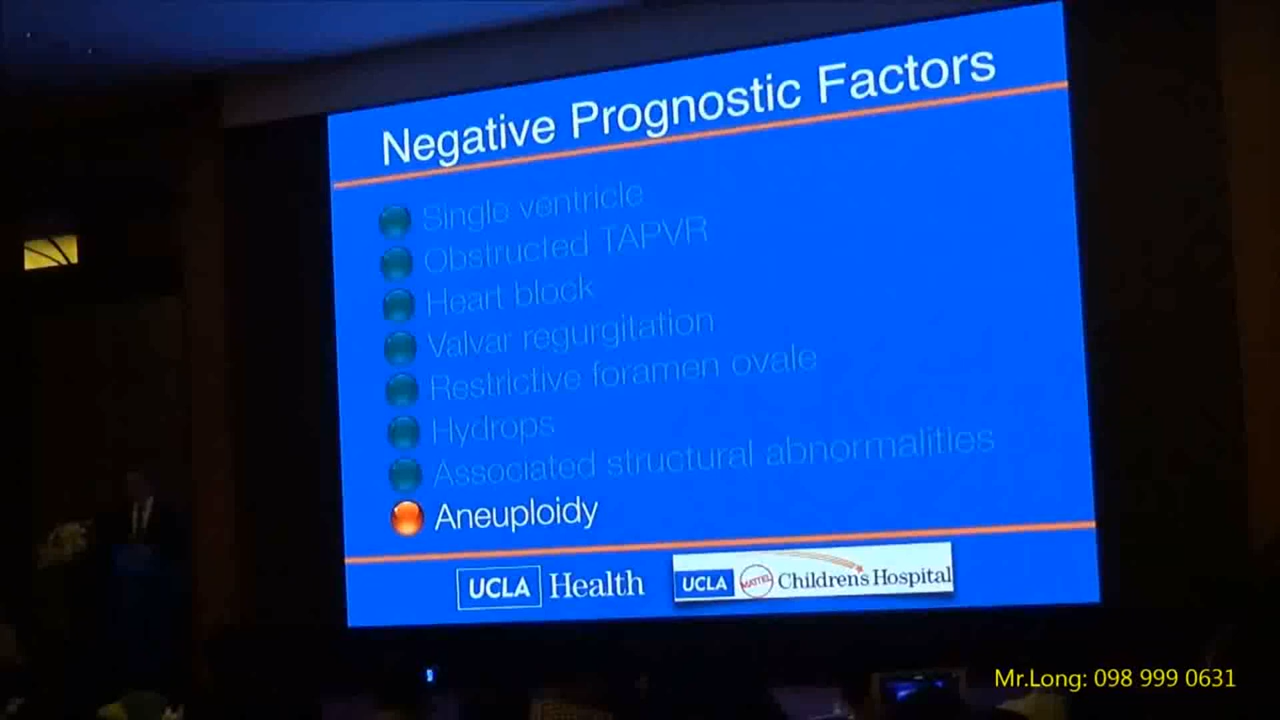 Negative Prognostic Factors
Single ventricle
Obstructed TAPVR
Heart block
Valvar regurgitation
Restrictive foramen ovale
Hydrops
Associated structural abnormalities
Aneuploidy
UCLA Health
UCLA MATTEL Children's Hospital
Mr.Long: 098 999 0631